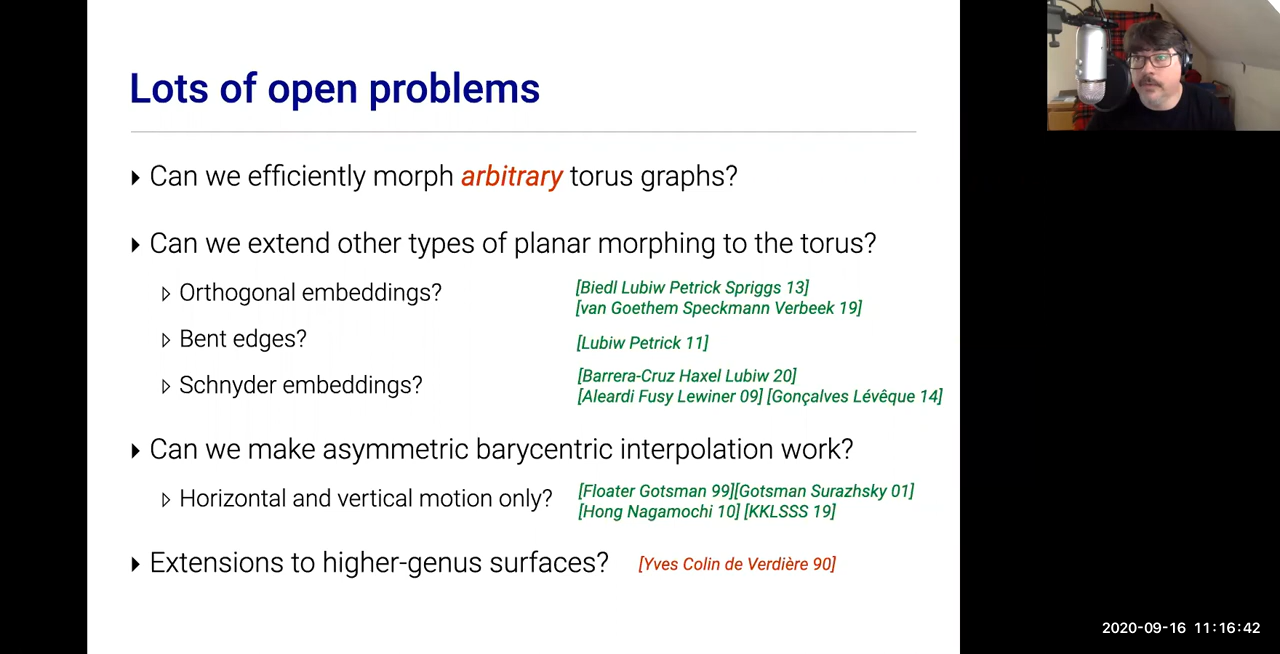 Lots of open problems
Can we efficiently morph arbitrary torus graphs?
Can we extend other types of planar morphing to the torus?
Orthogonal embeddings?
[Biedl Lubiw Petrick Spriggs 13]
[van Goethem Speckmann Verbeek 19]
Bent edges?
[Lubiw Petrick 11]
Schnyder embeddings?
[Barrera-Cruz Haxel Lubiw 20]
[Aleardi Fusy Lewiner 09] [Gonçalves Lévêque 14]
Can we make asymmetric barycentric interpolation work?
Horizontal and vertical motion only?
[Floater Gotsman 99][Gotsman Surazhsky 01]
[Hong Nagamochi 10] [KKLSSS 19]
Extensions to higher-genus surfaces?
[Yves Colin de Verdière 90]
2020-09-16 11:16:42